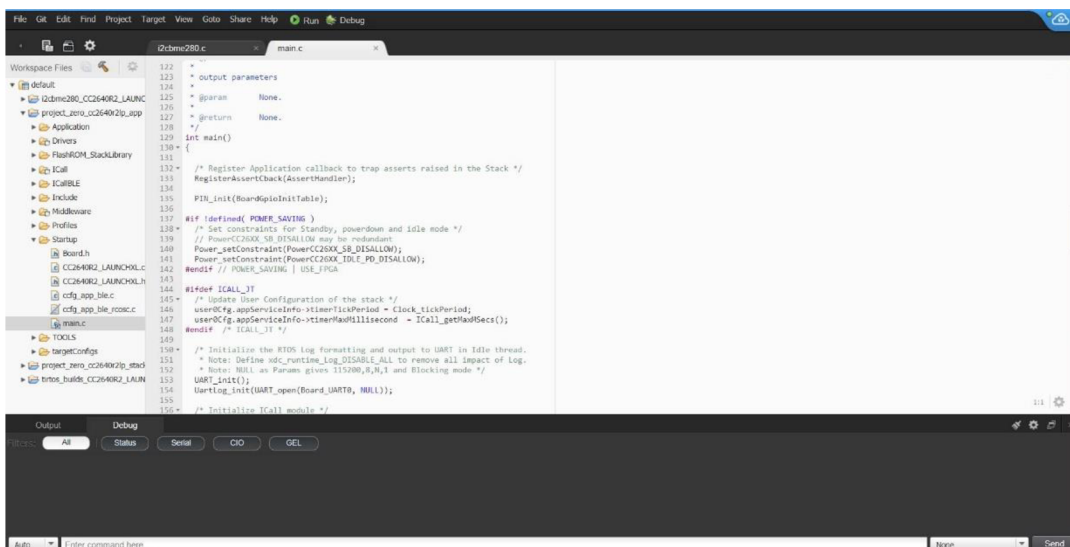 File Git Edit Find Project Target View Goto Share Help Run Debug
i2cbme280.c × main.c ×
Workspace Files
default
i2cbme280_CC2640R2_LAUNC
project_zero_cc2640r2lp_app
Application
Drivers
FlashROM_StackLibrary
ICall
ICallBLE
Include
Middleware
Profiles
Startup
Board.h
CC2640R2_LAUNCHXL.c
CC2640R2_LAUNCHXL.h
ccfg_app_ble.c
ccfg_app_ble_rcosc.c
main.c
TOOLS
targetConfigs
project_zero_cc2640r2lp_stack
tirtos_builds_CC2640R2_LAUN
122 *
123 * output parameters
124 *
125 * @param None.
126 *
127 * @return None.
128 */
129 int main()
130 {
131
132 /* Register Application callback to trap asserts raised in the Stack */
133 RegisterAssertCback(AssertHandler);
134
135 PIN_init(BoardGpioInitTable);
136
137 #if !defined( POWER_SAVING )
138 /* Set constraints for Standby, powerdown and idle mode */
139 // PowerCC26XX_SB_DISALLOW may be redundant
140 Power_setConstraint(PowerCC26XX_SB_DISALLOW);
141 Power_setConstraint(PowerCC26XX_IDLE_PD_DISALLOW);
142 #endif // POWER_SAVING | USE_FPGA
143
144 #ifdef ICALL_JT
145 /* Update User Configuration of the stack */
146 user0Cfg.appServiceInfo->timerTickPeriod = Clock_tickPeriod;
147 user0Cfg.appServiceInfo->timerMaxMillisecond = ICall_getMaxMSecs();
148 #endif /* ICALL_JT */
149
150 /* Initialize the RTOS Log formatting and output to UART in Idle thread.
151 * Note: Define xdc_runtime_Log_DISABLE_ALL to remove all impact of Log.
152 * Note: NULL as Params gives 115200,8,N,1 and Blocking mode */
153 UART_init();
154 UartLog_init(UART_open(Board_UART0, NULL));
155
156 /* Initialize ICall module */
1:1
Output Debug
Filters: All Status Serial CIO GEL
Auto Enter command here None Send